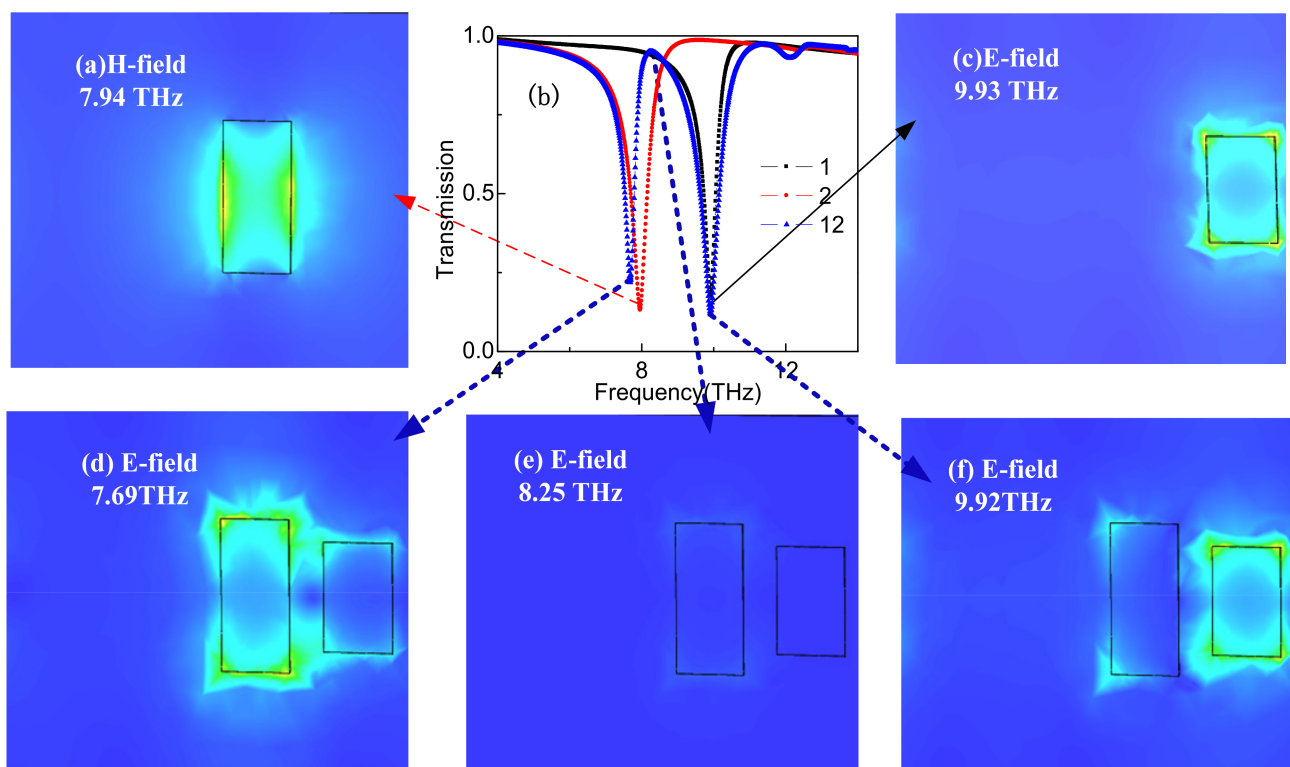 (a)H-field
7.94 THz
1.0
0.5
0.0
Transmission
(b)
1
2
12
4
8
12
Frequency(THz)
(c)E-field
9.93 THz
(d) E-field
7.69THz
(e) E-field
8.25 THz
(f) E-field
9.92THz